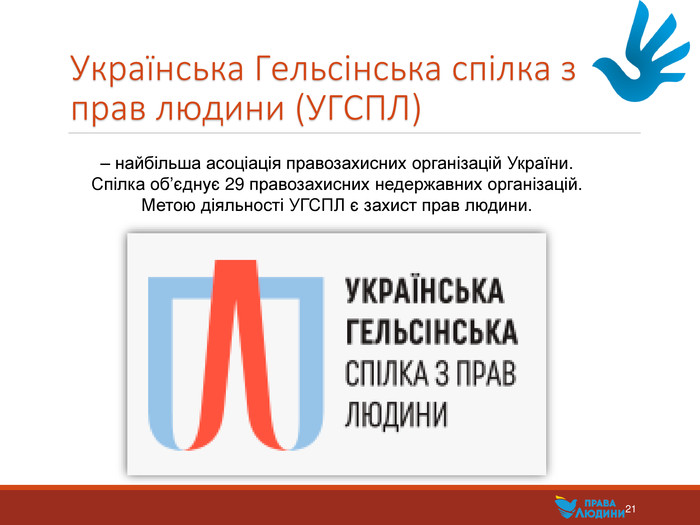 Українська Гельсінська спілка з
прав людини (УГСПЛ)
– найбільша асоціація правозахисних організацій України.
Спілка об’єднує 29 правозахисних недержавних організацій.
Метою діяльності УГСПЛ є захист прав людини.
УКРАЇНСЬКА
ГЕЛЬСІНСЬКА
СПІЛКА З ПРАВ
ЛЮДИНИ
ПРАВА
ЛЮДИНИ
21